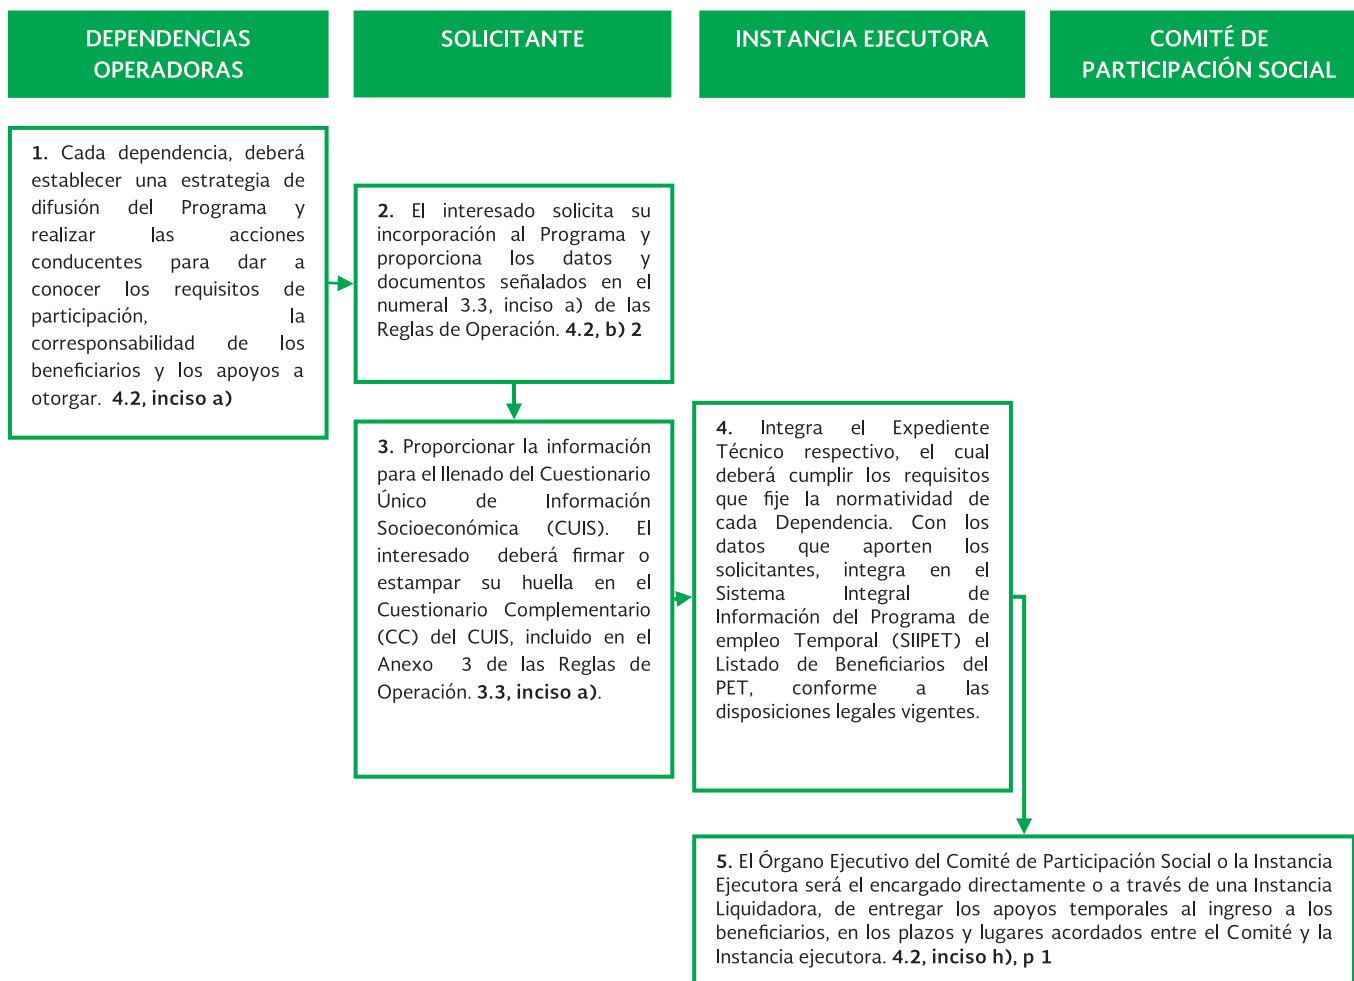 DEPENDENCIAS
OPERADORAS
SOLICITANTE
INSTANCIA EJECUTORA
COMITÉ DE
PARTICIPACIÓN SOCIAL
1. Cada dependencia, deberá
establecer una estrategia de
difusión del Programa y
realizar las acciones
conducentes para dar a
conocer los requisitos de
participación, la
corresponsabilidad de los
beneficiarios y los apoyos a
otorgar. 4.2, inciso a)
2. El interesado solicita su
incorporación al Programa y
proporciona los datos y
documentos señalados en el
numeral 3.3, inciso a) de las
Reglas de Operación. 4.2, b) 2
3. Proporcionar la información
para el llenado del Cuestionario
Único de Información
Socioeconómica (CUIS). El
interesado deberá firmar o
estampar su huella en el
Cuestionario Complementario
(CC) del CUIS, incluido en el
Anexo 3 de las Reglas de
Operación. 3.3, inciso a).
4. Integra el Expediente
Técnico respectivo, el cual
deberá cumplir los requisitos
que fije la normatividad de
cada Dependencia. Con los
datos que aporten los
solicitantes, integra en el
Sistema Integral de
Información del Programa de
empleo Temporal (SIIPET) el
Listado de Beneficiarios del
PET, conforme a las
disposiciones legales vigentes.
5. El Órgano Ejecutivo del Comité de Participación Social o la Instancia
Ejecutora será el encargado directamente o a través de una Instancia
Liquidadora, de entregar los apoyos temporales al ingreso a los
beneficiarios, en los plazos y lugares acordados entre el Comité y la
Instancia ejecutora. 4.2, inciso h), p 1